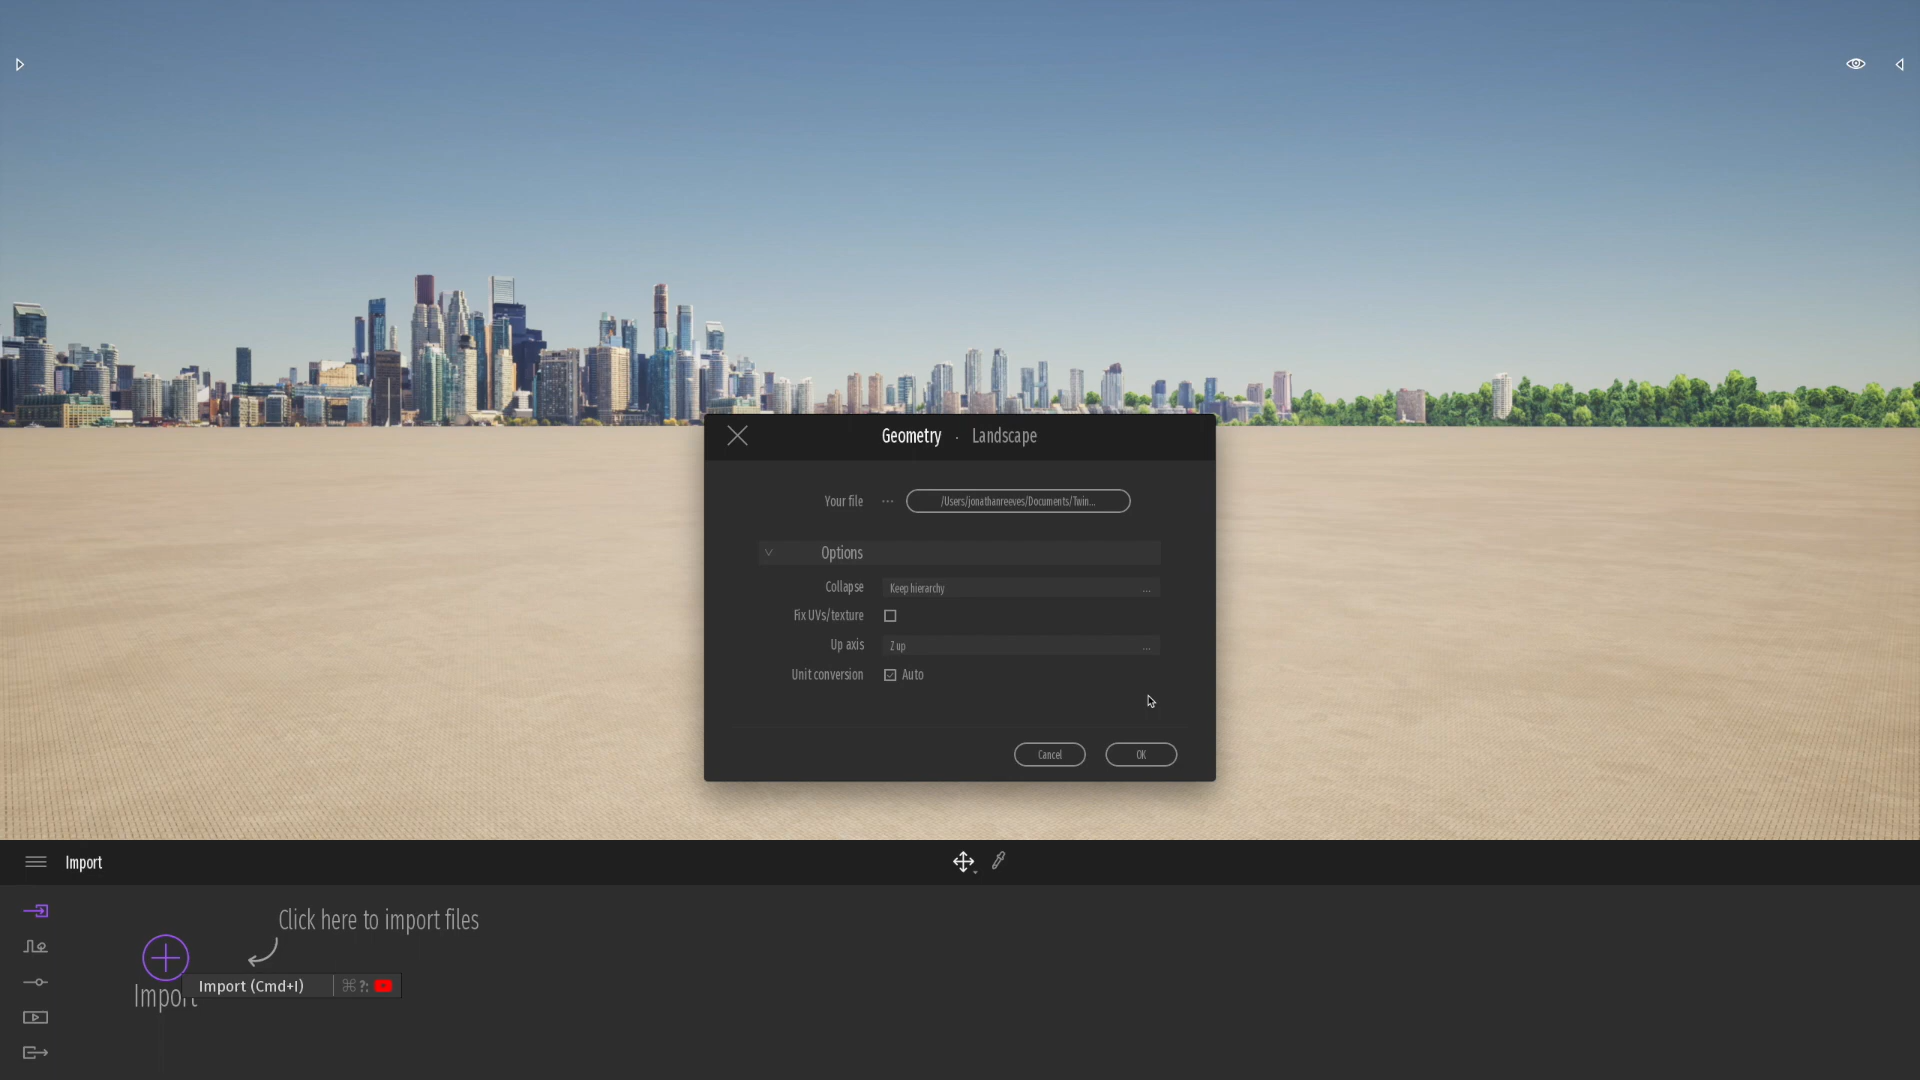 Geometry · Landscape
Your file ... /Users/jonathanreeves/Documents/Twin...
Options
Collapse Keep hierarchy ...
Fix UVs/texture
Up axis Z up ...
Unit conversion Auto
Cancel OK
Import
Click here to import files
Import (Cmd+I) ⌘?:
Import